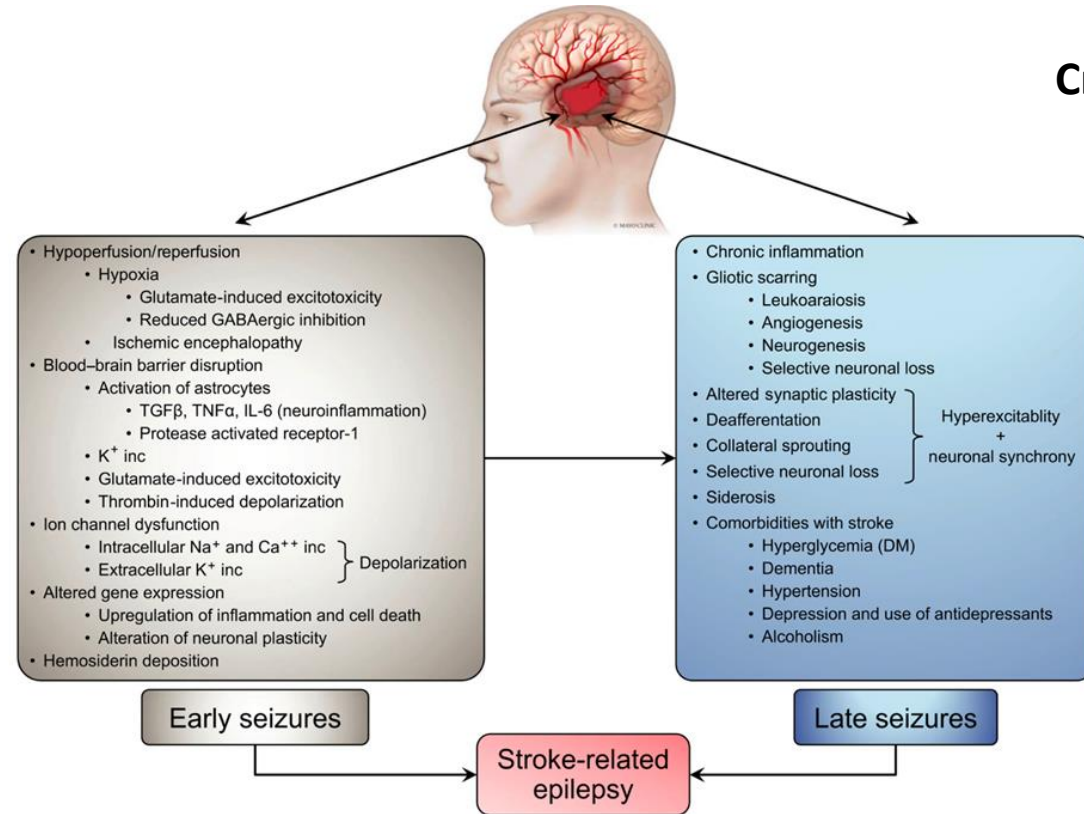 Cr
© MAYO CLINIC
• Hypoperfusion/reperfusion
• Hypoxia
• Glutamate-induced excitotoxicity
• Reduced GABAergic inhibition
• Ischemic encephalopathy
• Blood–brain barrier disruption
• Activation of astrocytes
• TGFβ, TNFα, IL-6 (neuroinflammation)
• Protease activated receptor-1
• K⁺ inc
• Glutamate-induced excitotoxicity
• Thrombin-induced depolarization
• Ion channel dysfunction
• Intracellular Na⁺ and Ca⁺⁺ inc
• Extracellular K⁺ inc
Depolarization
• Altered gene expression
• Upregulation of inflammation and cell death
• Alteration of neuronal plasticity
• Hemosiderin deposition
• Chronic inflammation
• Gliotic scarring
• Leukoaraiosis
• Angiogenesis
• Neurogenesis
• Selective neuronal loss
• Altered synaptic plasticity
• Deafferentation
• Collateral sprouting
• Selective neuronal loss
Hyperexcitablity
+
neuronal synchrony
• Siderosis
• Comorbidities with stroke
• Hyperglycemia (DM)
• Dementia
• Hypertension
• Depression and use of antidepressants
• Alcoholism
Early seizures
Late seizures
Stroke-related
epilepsy